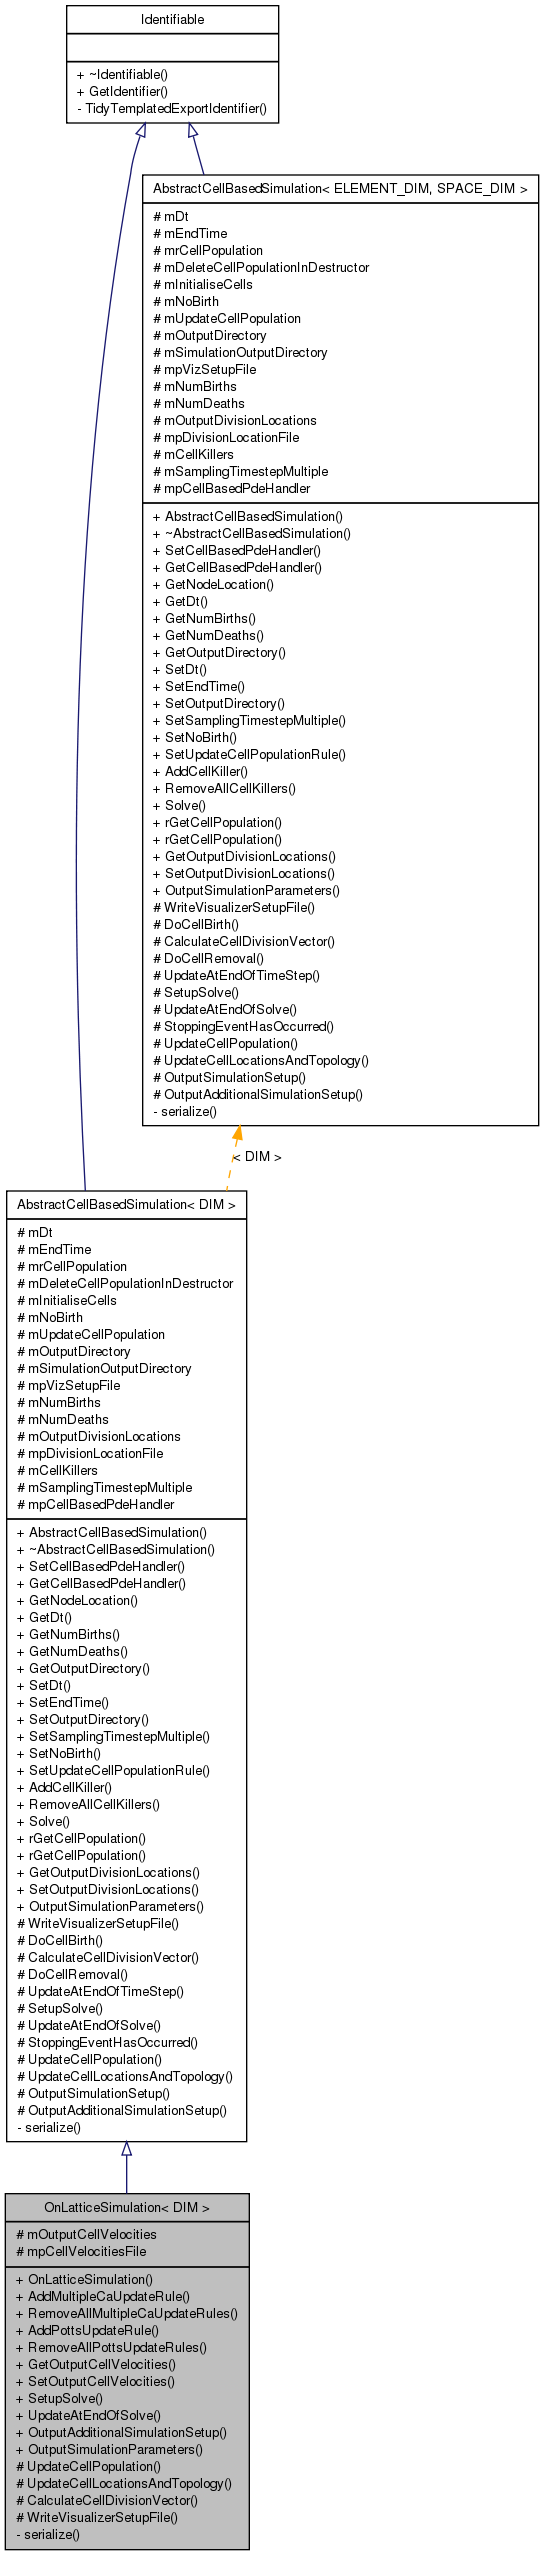 Identifiable
+ ~Identifiable()
+ GetIdentifier()
- TidyTemplatedExportIdentifier()
AbstractCellBasedSimulation< ELEMENT_DIM, SPACE_DIM >
# mDt
# mEndTime
# mrCellPopulation
# mDeleteCellPopulationInDestructor
# mInitialiseCells
# mNoBirth
# mUpdateCellPopulation
# mOutputDirectory
# mSimulationOutputDirectory
# mpVizSetupFile
# mNumBirths
# mNumDeaths
# mOutputDivisionLocations
# mpDivisionLocationFile
# mCellKillers
# mSamplingTimestepMultiple
# mpCellBasedPdeHandler
+ AbstractCellBasedSimulation()
+ ~AbstractCellBasedSimulation()
+ SetCellBasedPdeHandler()
+ GetCellBasedPdeHandler()
+ GetNodeLocation()
+ GetDt()
+ GetNumBirths()
+ GetNumDeaths()
+ GetOutputDirectory()
+ SetDt()
+ SetEndTime()
+ SetOutputDirectory()
+ SetSamplingTimestepMultiple()
+ SetNoBirth()
+ SetUpdateCellPopulationRule()
+ AddCellKiller()
+ RemoveAllCellKillers()
+ Solve()
+ rGetCellPopulation()
+ rGetCellPopulation()
+ GetOutputDivisionLocations()
+ SetOutputDivisionLocations()
+ OutputSimulationParameters()
# WriteVisualizerSetupFile()
# DoCellBirth()
# CalculateCellDivisionVector()
# DoCellRemoval()
# UpdateAtEndOfTimeStep()
# SetupSolve()
# UpdateAtEndOfSolve()
# StoppingEventHasOccurred()
# UpdateCellPopulation()
# UpdateCellLocationsAndTopology()
# OutputSimulationSetup()
# OutputAdditionalSimulationSetup()
- serialize()
< DIM >
AbstractCellBasedSimulation< DIM >
# mDt
# mEndTime
# mrCellPopulation
# mDeleteCellPopulationInDestructor
# mInitialiseCells
# mNoBirth
# mUpdateCellPopulation
# mOutputDirectory
# mSimulationOutputDirectory
# mpVizSetupFile
# mNumBirths
# mNumDeaths
# mOutputDivisionLocations
# mpDivisionLocationFile
# mCellKillers
# mSamplingTimestepMultiple
# mpCellBasedPdeHandler
+ AbstractCellBasedSimulation()
+ ~AbstractCellBasedSimulation()
+ SetCellBasedPdeHandler()
+ GetCellBasedPdeHandler()
+ GetNodeLocation()
+ GetDt()
+ GetNumBirths()
+ GetNumDeaths()
+ GetOutputDirectory()
+ SetDt()
+ SetEndTime()
+ SetOutputDirectory()
+ SetSamplingTimestepMultiple()
+ SetNoBirth()
+ SetUpdateCellPopulationRule()
+ AddCellKiller()
+ RemoveAllCellKillers()
+ Solve()
+ rGetCellPopulation()
+ rGetCellPopulation()
+ GetOutputDivisionLocations()
+ SetOutputDivisionLocations()
+ OutputSimulationParameters()
# WriteVisualizerSetupFile()
# DoCellBirth()
# CalculateCellDivisionVector()
# DoCellRemoval()
# UpdateAtEndOfTimeStep()
# SetupSolve()
# UpdateAtEndOfSolve()
# StoppingEventHasOccurred()
# UpdateCellPopulation()
# UpdateCellLocationsAndTopology()
# OutputSimulationSetup()
# OutputAdditionalSimulationSetup()
- serialize()
OnLatticeSimulation< DIM >
# mOutputCellVelocities
# mpCellVelocitiesFile
+ OnLatticeSimulation()
+ AddMultipleCaUpdateRule()
+ RemoveAllMultipleCaUpdateRules()
+ AddPottsUpdateRule()
+ RemoveAllPottsUpdateRules()
+ GetOutputCellVelocities()
+ SetOutputCellVelocities()
+ SetupSolve()
+ UpdateAtEndOfSolve()
+ OutputAdditionalSimulationSetup()
+ OutputSimulationParameters()
# UpdateCellPopulation()
# UpdateCellLocationsAndTopology()
# CalculateCellDivisionVector()
# WriteVisualizerSetupFile()
- serialize()